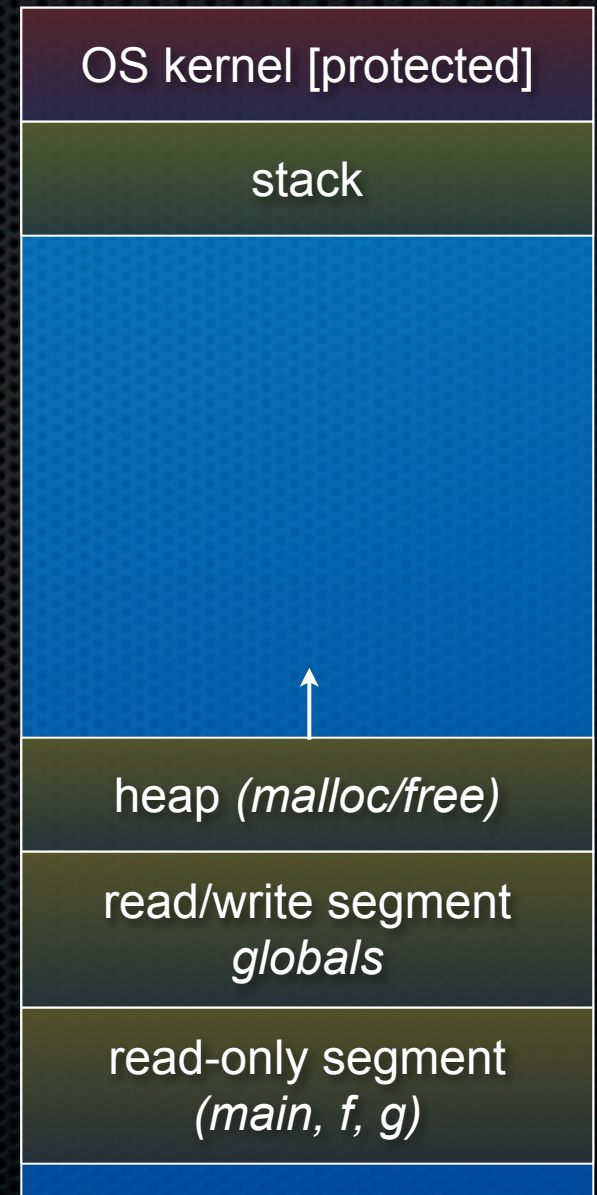 OS kernel [protected]
stack
heap (malloc/free)
read/write segment
globals
read-only segment
(main, f, g)